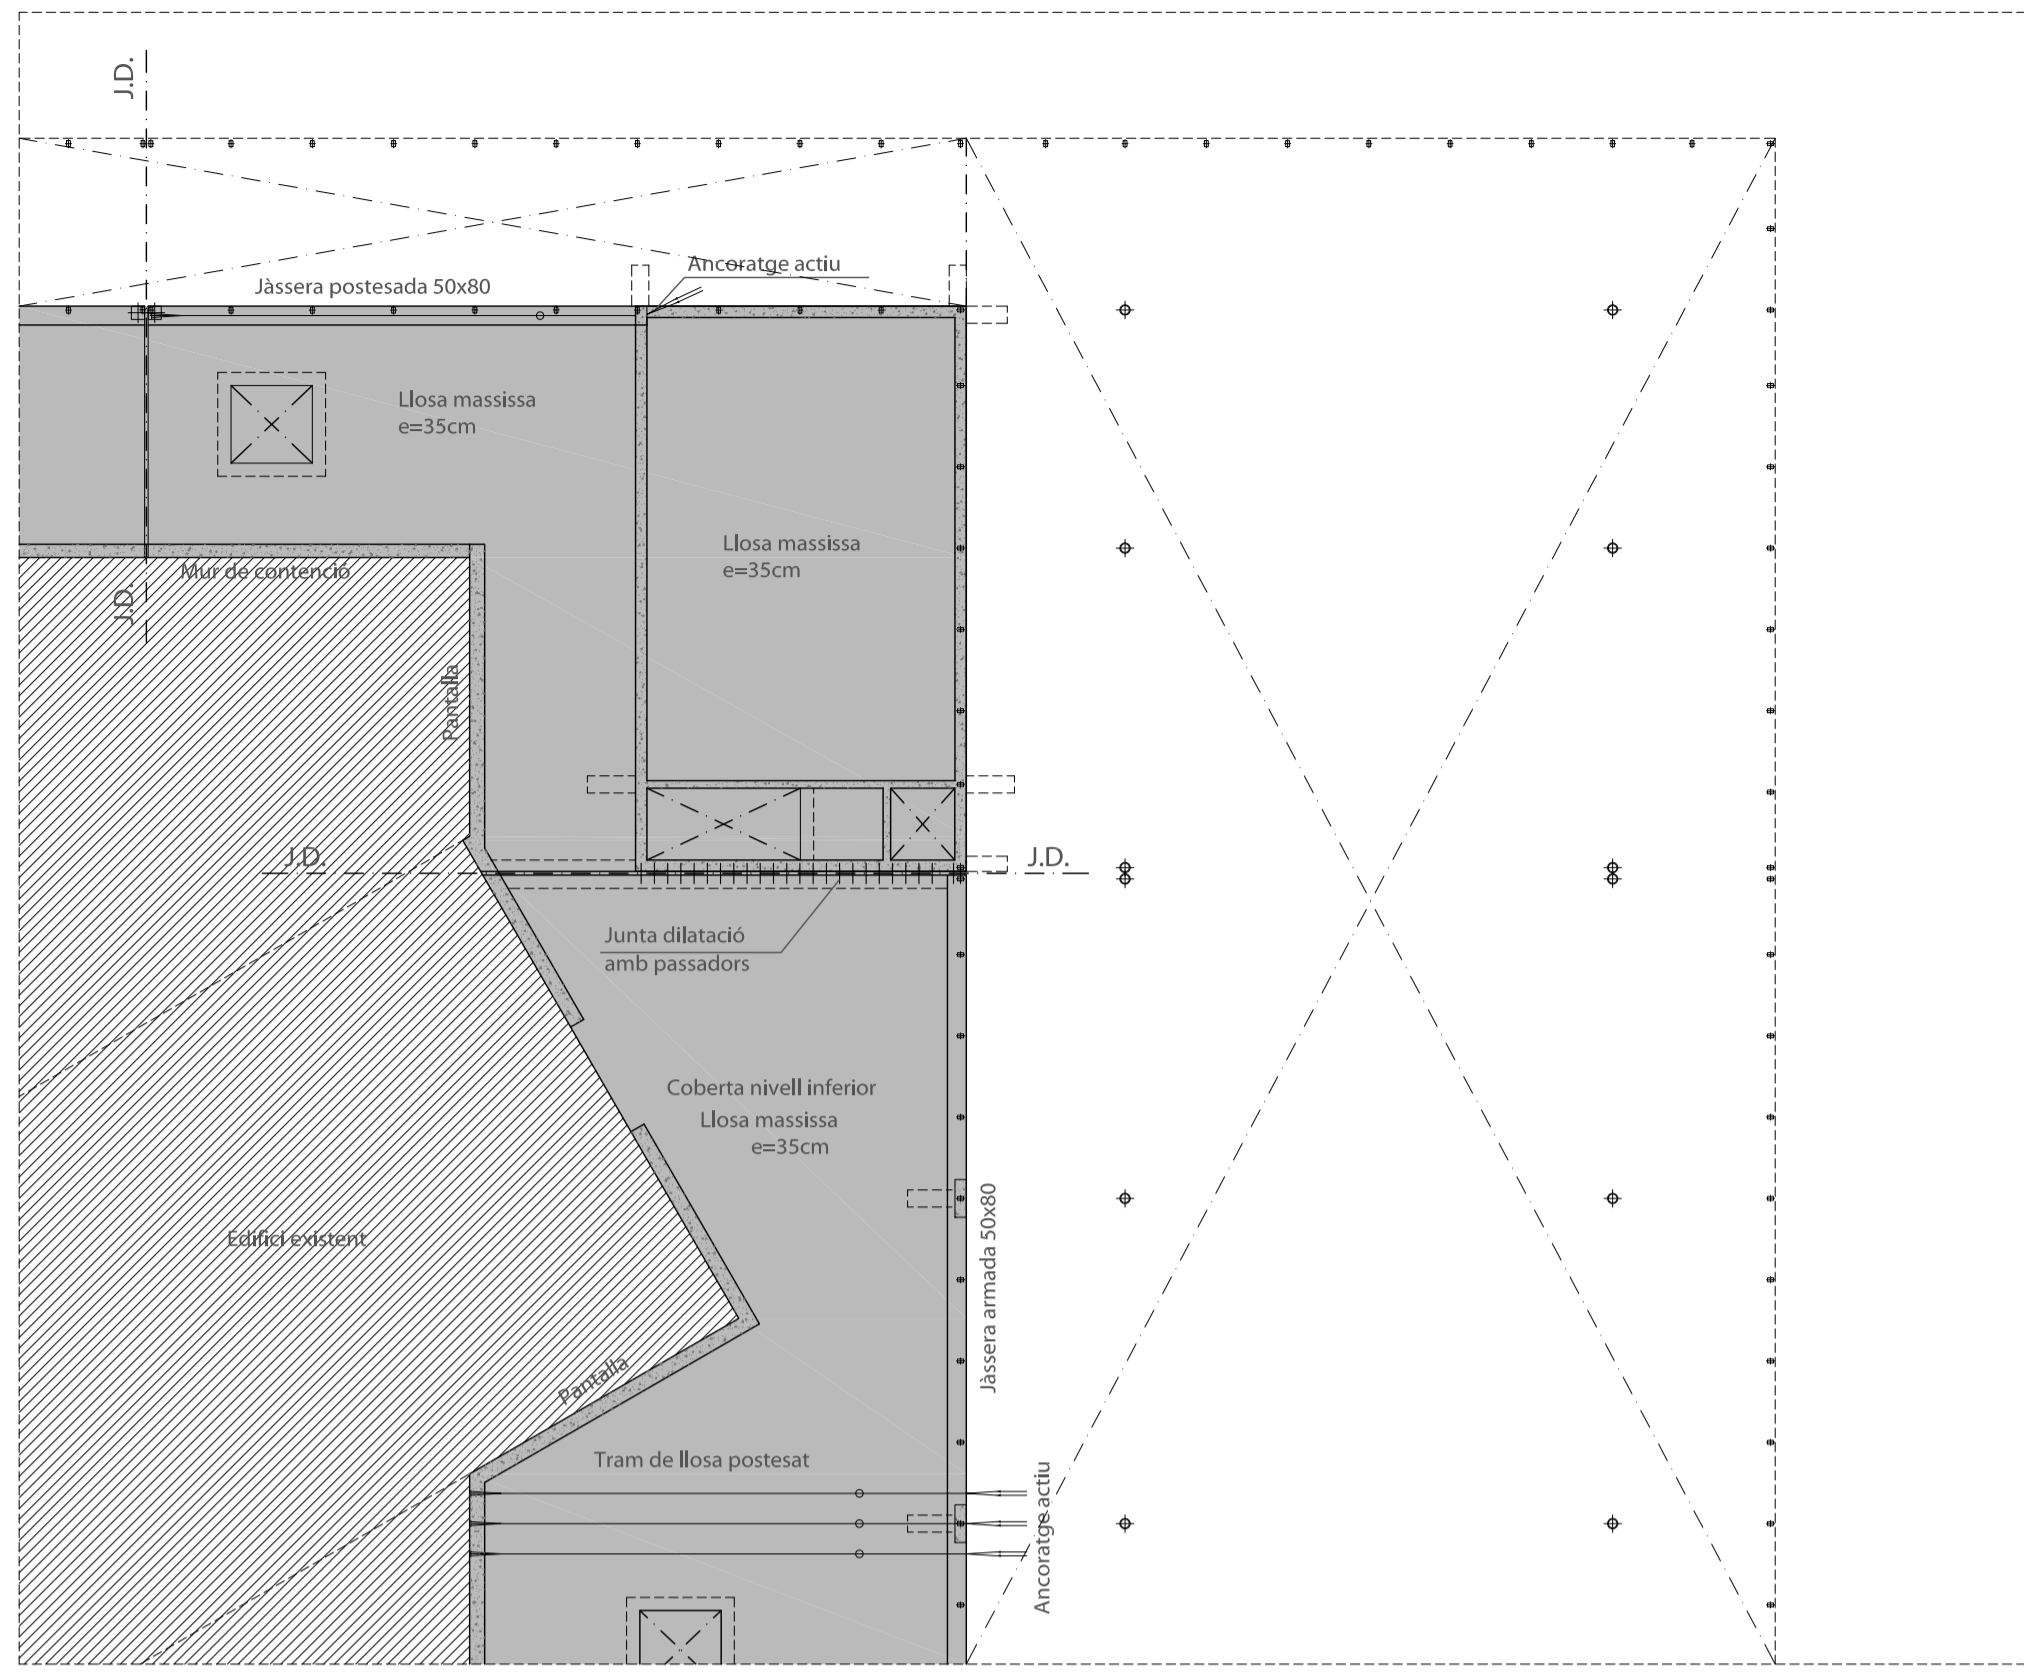 J.D.
Jàssera postesada 50x80
Ancoratge actiu
Llosa massissa
e=35cm
Llosa massissa
e=35cm
Mur de contenció
J.D.
Pantalla
J.D.
J.D.
Junta dilatació
amb passadors
Coberta nivell inferior
Llosa massissa
e=35cm
Jàssera armada 50x80
Edifici existent
Pantalla
Tram de llosa postesat
Ancoratge actiu